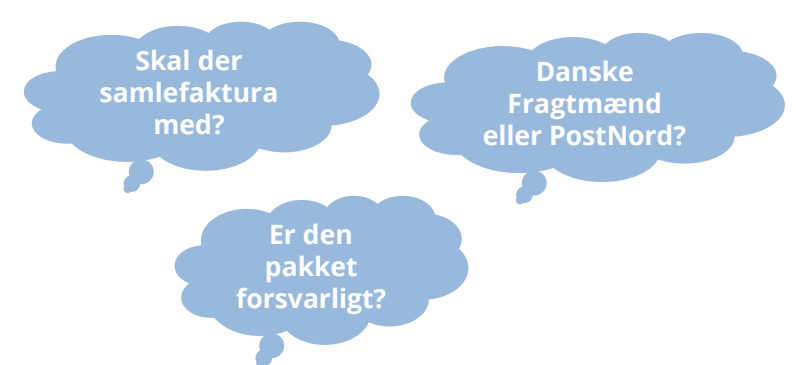 Skal der
samlefaktura
med?
Danske
Fragtmænd
eller PostNord?
Er den
pakket
forsvarligt?